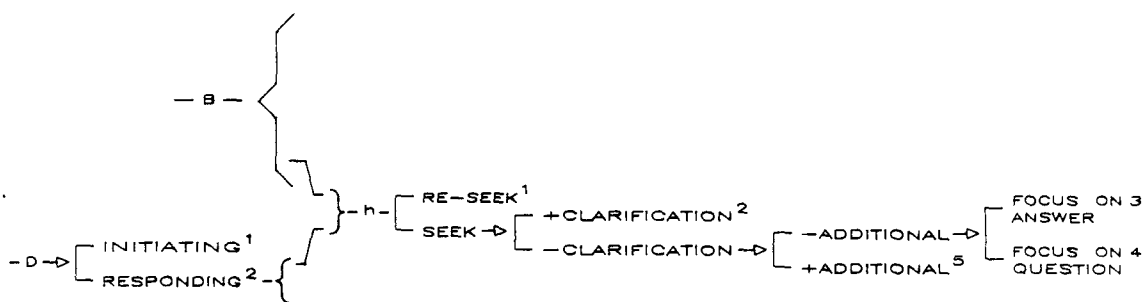 B
h
RE-SEEK¹
SEEK
+CLARIFICATION²
-CLARIFICATION
-ADDITIONAL
+ADDITIONAL⁵
FOCUS ON 3
ANSWER
FOCUS ON 4
QUESTION
-D-
INITIATING¹
RESPONDING²